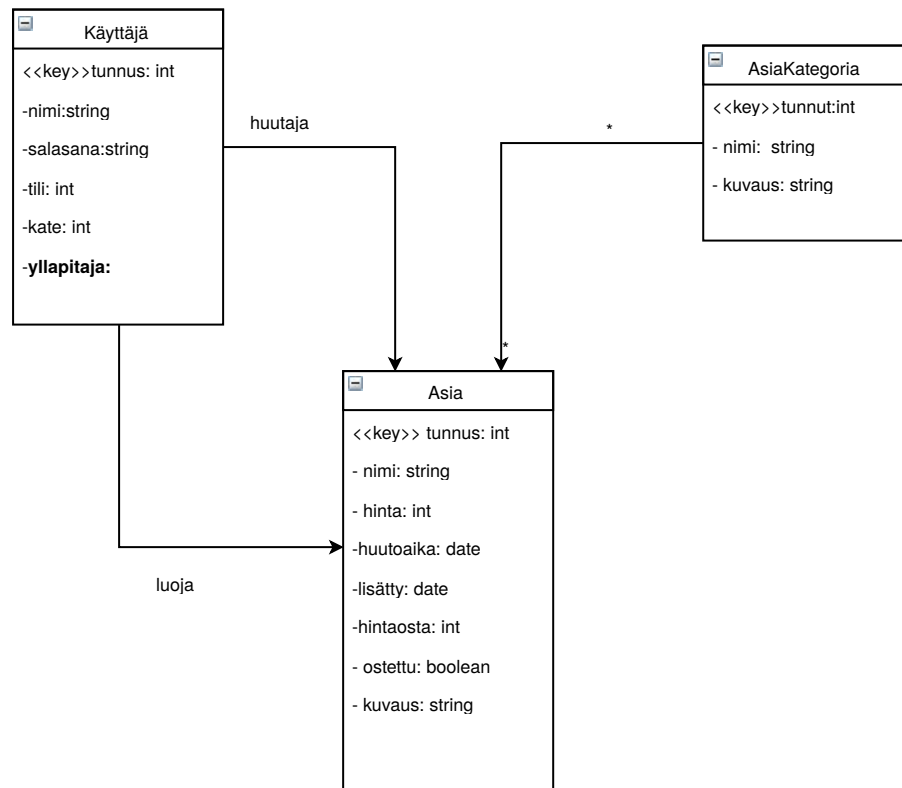 Käyttäjä
<<key>>tunnus: int
-nimi:string
-salasana:string
-tili: int
-kate: int
-yllapitaja:
huutaja
*
AsiaKategoria
<<key>>tunnut:int
- nimi: string
- kuvaus: string
*
Asia
<<key>> tunnus: int
- nimi: string
- hinta: int
-huutoaika: date
-lisätty: date
-hintaosta: int
- ostettu: boolean
- kuvaus: string
luoja